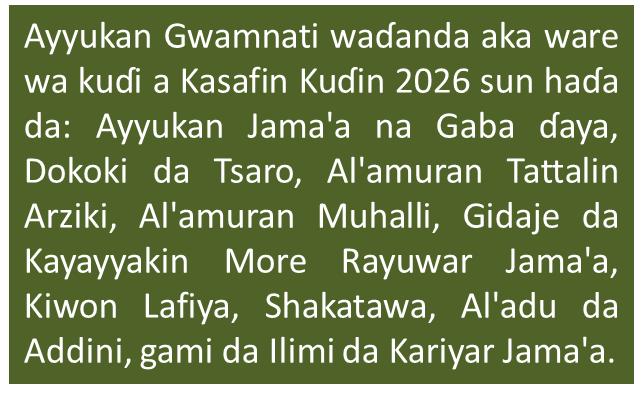 Ayyukan Gwamnati waɗanda aka ware
wa kuɗi a Kasafin Kuɗin 2026 sun haɗa
da: Ayyukan Jama'a na Gaba ɗaya,
Dokoki da Tsaro, Al'amuran Tattalin
Arziki, Al'amuran Muhalli, Gidaje da
Kayayyakin More Rayuwar Jama'a,
Kiwon Lafiya, Shakatawa, Al'adu da
Addini, gami da Ilimi da Kariyar Jama'a.